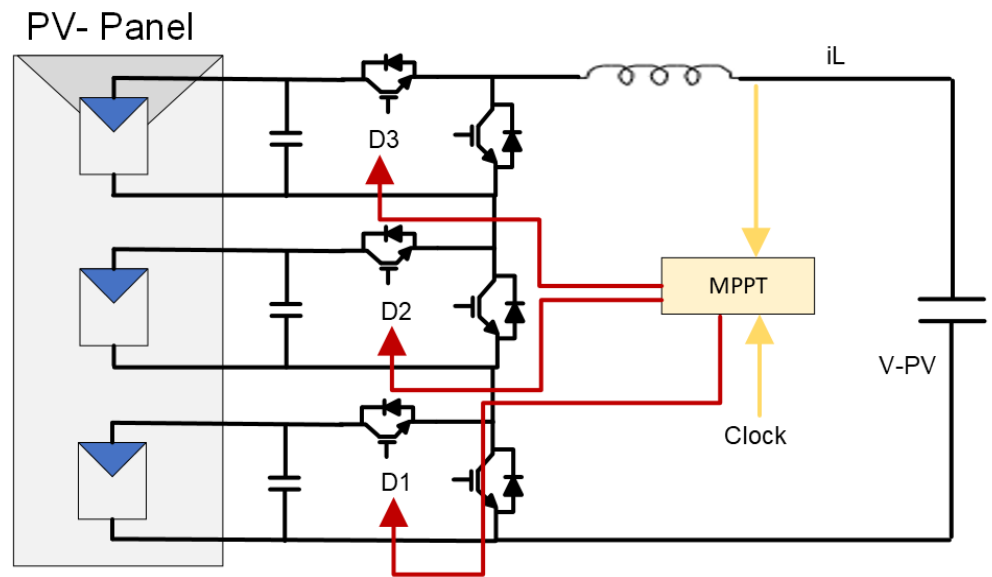 PV- Panel
iL
D3
MPPT
D2
V-PV
Clock
D1